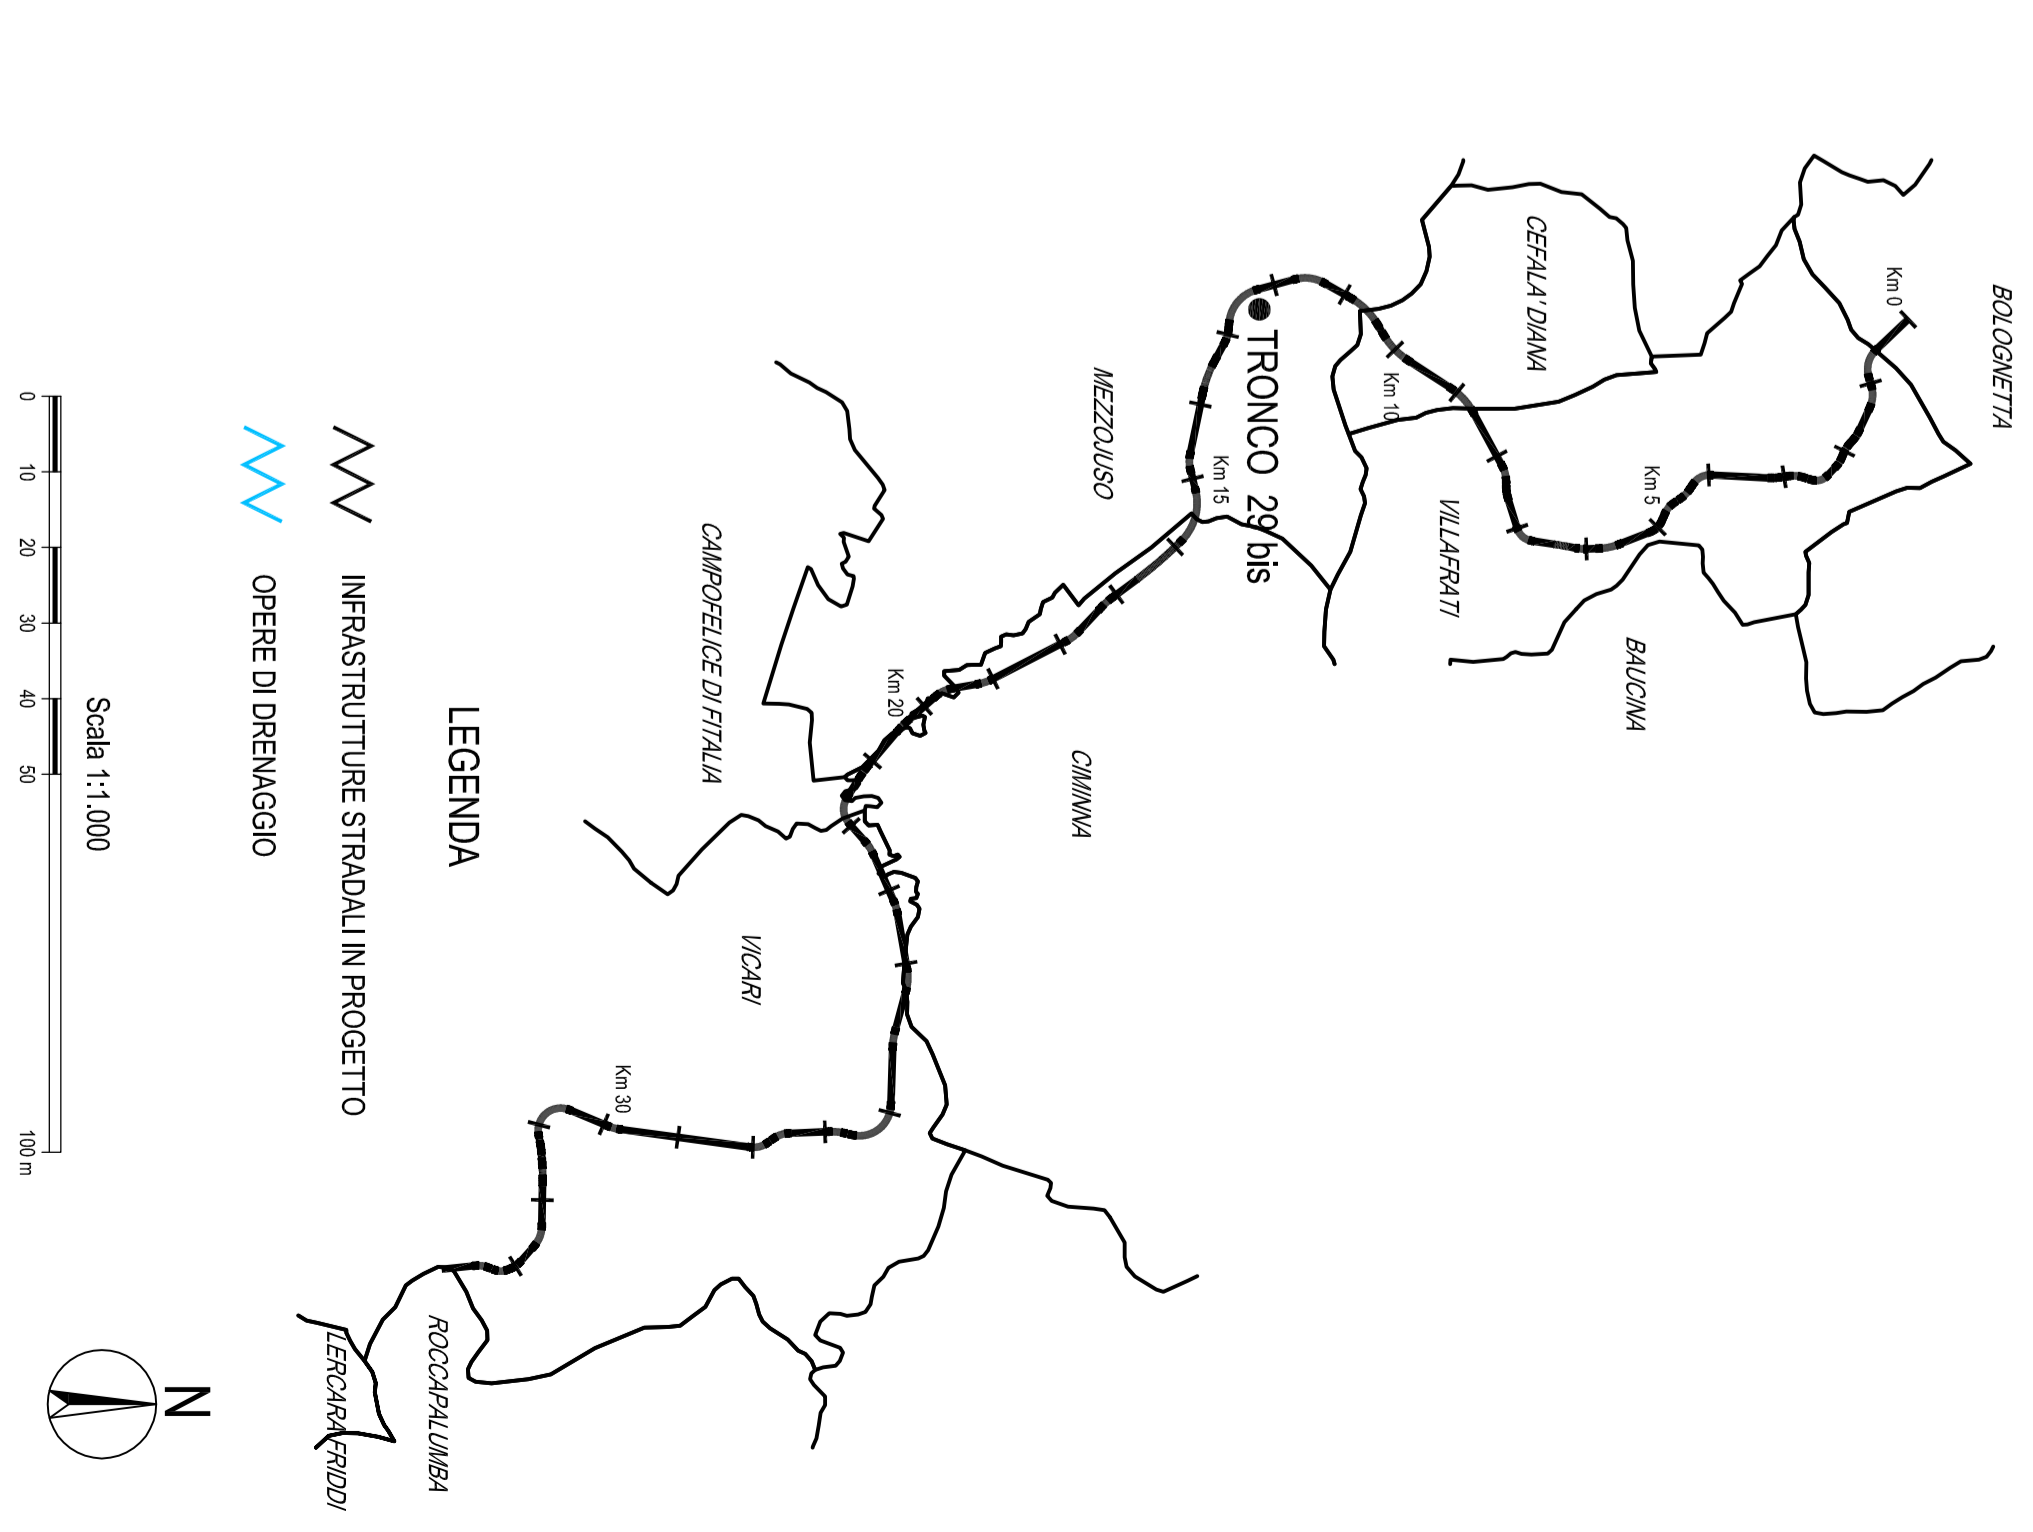 BOLOGNETTA
Km 0
CEFALA' DIANA
Km 5
BAUCINA
VILLAFRATI
Km 10
TRONCO 29 bis
Km 15
MEZZOJUSO
CIMINNA
Km 20
CAMPOFELICE DI FITALIA
VICARI
Km 30
ROCCAPALUMBA
LERCARA FRIDDI
LEGENDA
INFRASTRUTTURE STRADALI IN PROGETTO
OPERE DI DRENAGGIO
N
Scala 1:1.000
0 10 20 30 40 50 100 m